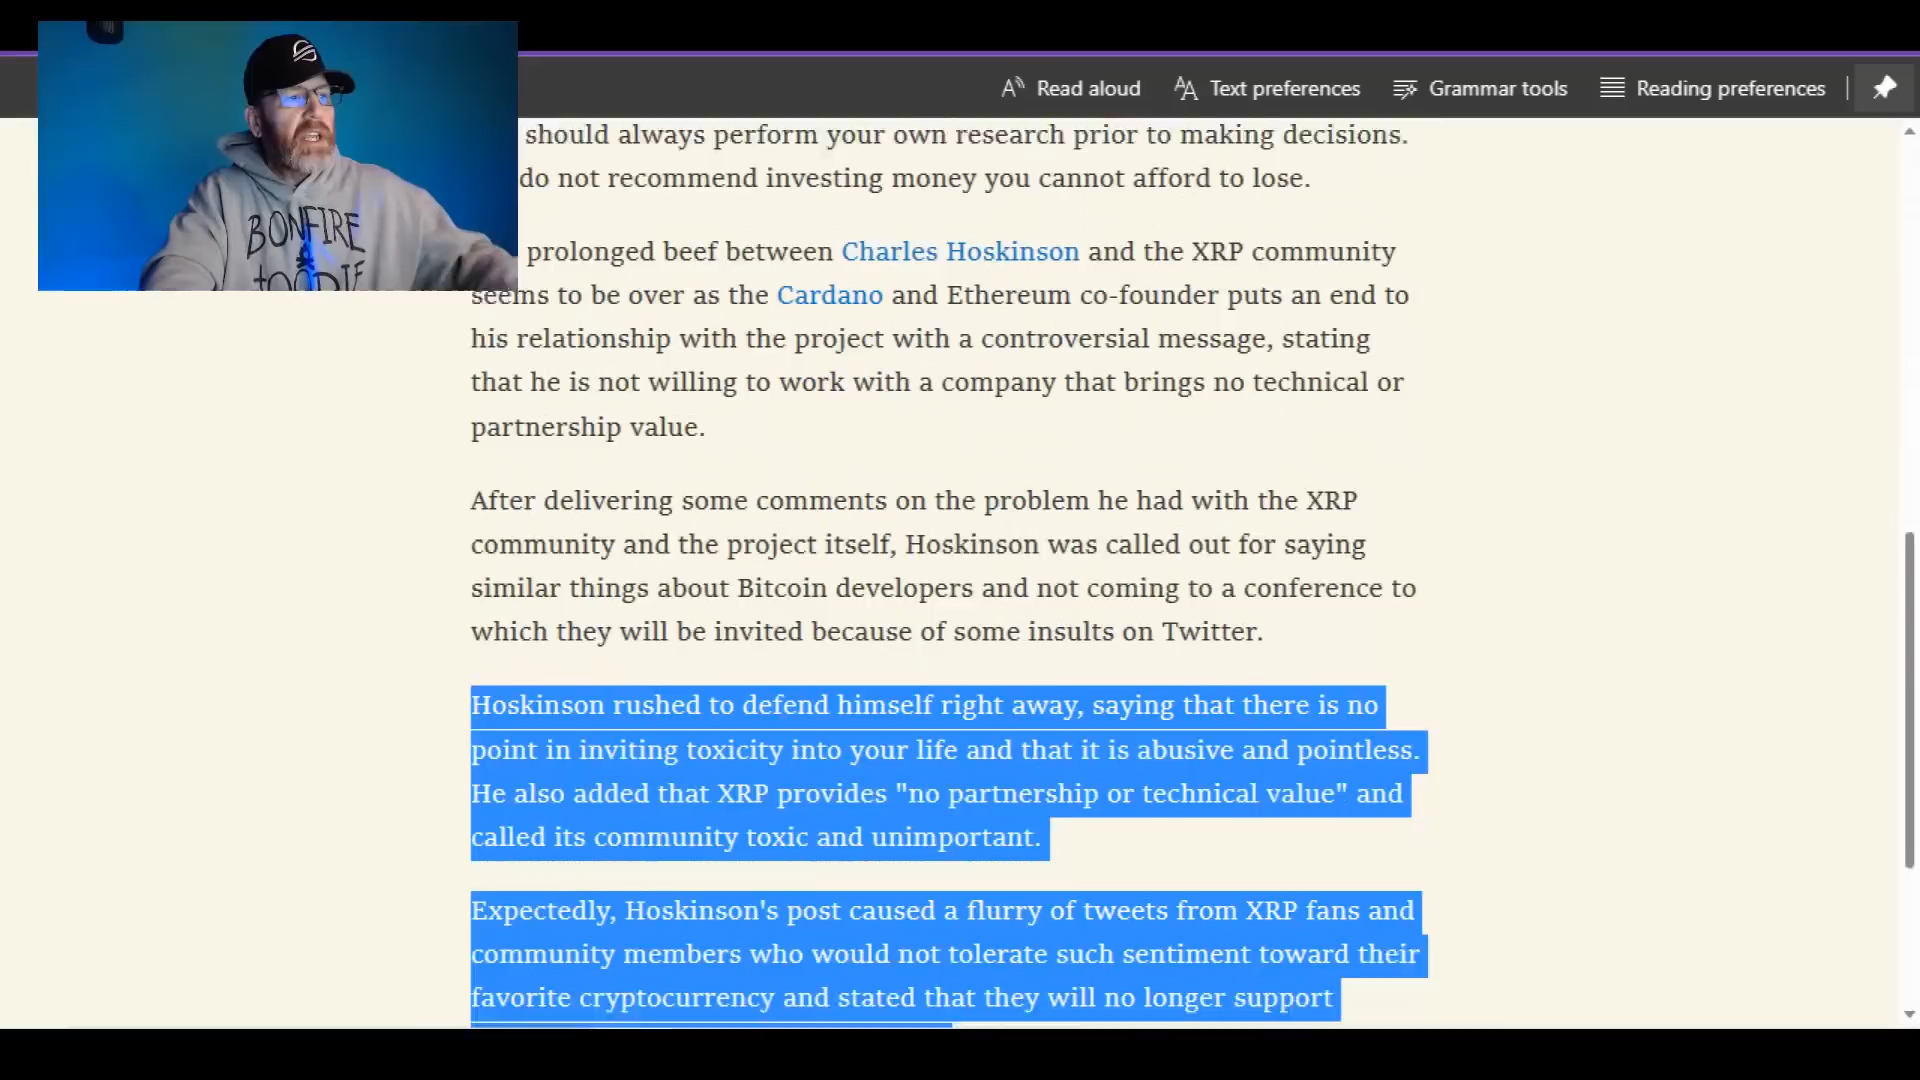 Read aloud
Text preferences
Grammar tools
Reading preferences
should always perform your own research prior to making decisions.
do not recommend investing money you cannot afford to lose.
prolonged beef between Charles Hoskinson and the XRP community
seems to be over as the Cardano and Ethereum co-founder puts an end to
his relationship with the project with a controversial message, stating
that he is not willing to work with a company that brings no technical or
partnership value.
After delivering some comments on the problem he had with the XRP
community and the project itself, Hoskinson was called out for saying
similar things about Bitcoin developers and not coming to a conference to
which they will be invited because of some insults on Twitter.
Hoskinson rushed to defend himself right away, saying that there is no
point in inviting toxicity into your life and that it is abusive and pointless.
He also added that XRP provides "no partnership or technical value" and
called its community toxic and unimportant.
Expectedly, Hoskinson's post caused a flurry of tweets from XRP fans and
community members who would not tolerate such sentiment toward their
favorite cryptocurrency and stated that they will no longer support
BONFIRE
HOODIE